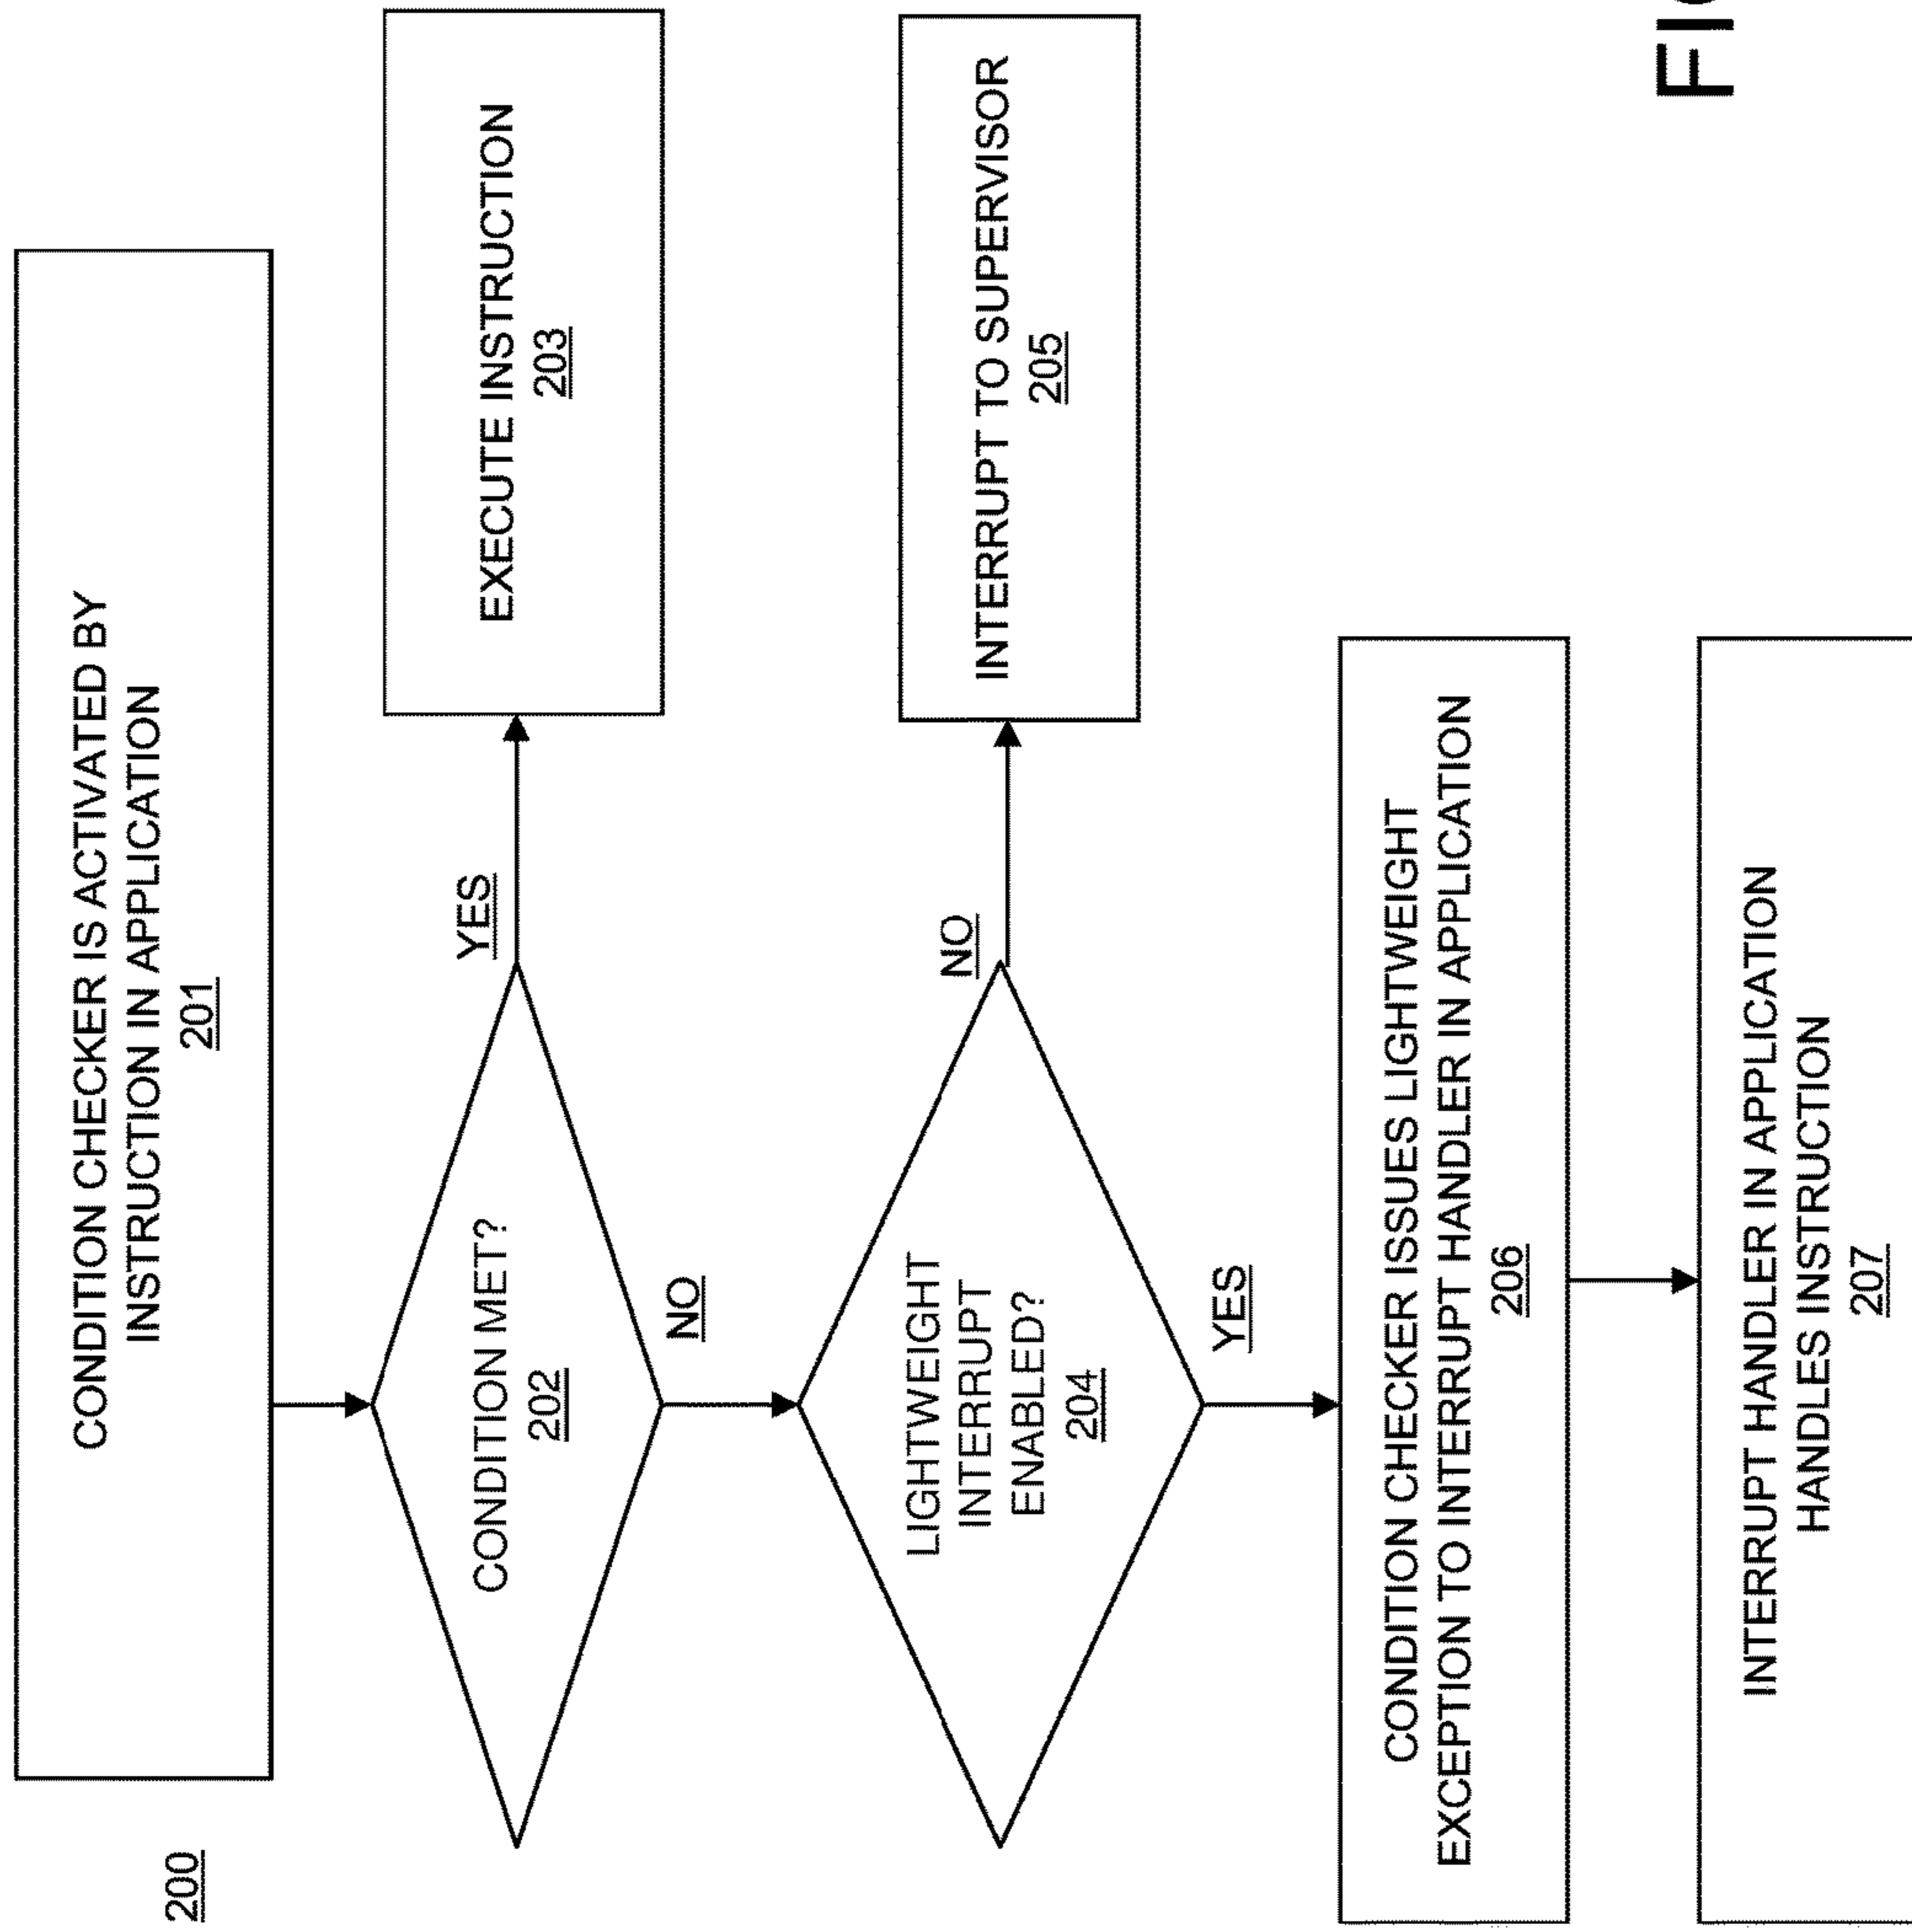 200
CONDITION CHECKER IS ACTIVATED BY
INSTRUCTION IN APPLICATION
201
CONDITION MET?
202
YES
EXECUTE INSTRUCTION
203
NO
LIGHTWEIGHT
INTERRUPT
ENABLED?
204
NO
INTERRUPT TO SUPERVISOR
205
YES
CONDITION CHECKER ISSUES LIGHTWEIGHT
EXCEPTION TO INTERRUPT HANDLER IN APPLICATION
206
INTERRUPT HANDLER IN APPLICATION
HANDLES INSTRUCTION
207